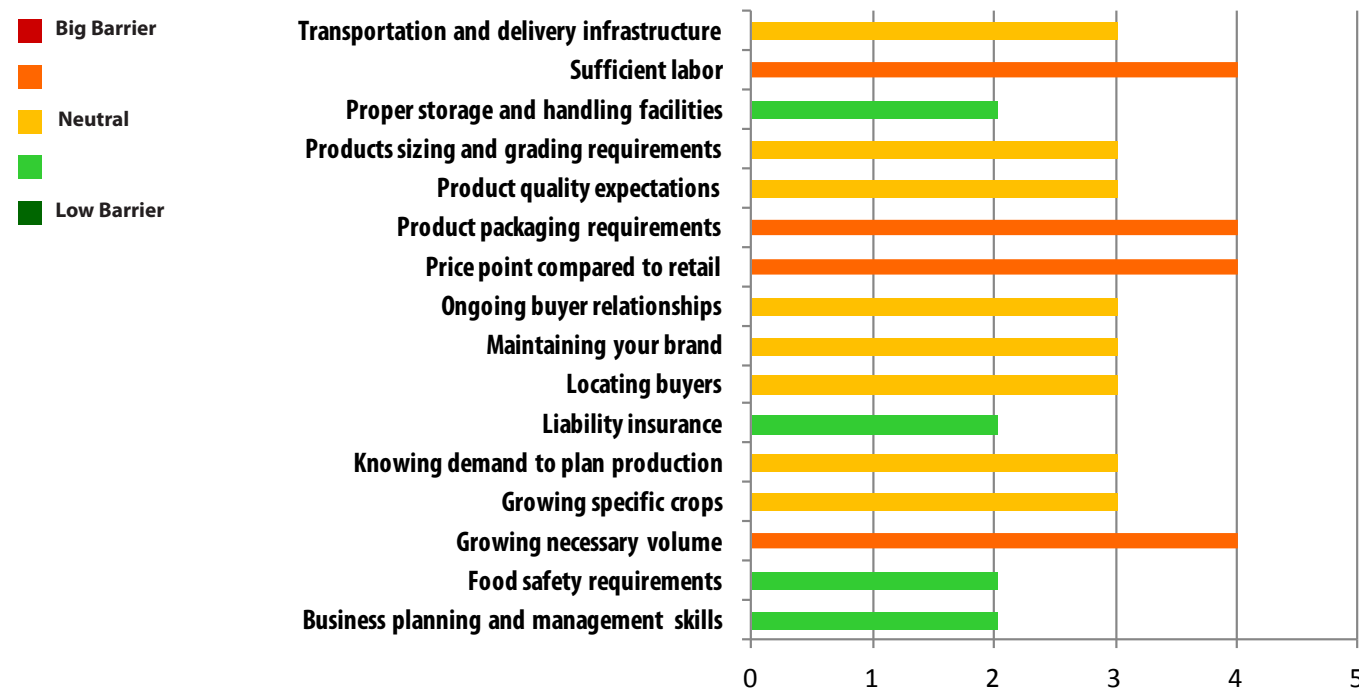 Big Barrier
Neutral
Low Barrier
Transportation and delivery infrastructure
Sufficient labor
Proper storage and handling facilities
Products sizing and grading requirements
Product quality expectations
Product packaging requirements
Price point compared to retail
Ongoing buyer relationships
Maintaining your brand
Locating buyers
Liability insurance
Knowing demand to plan production
Growing specific crops
Growing necessary volume
Food safety requirements
Business planning and management skills
0 1 2 3 4 5